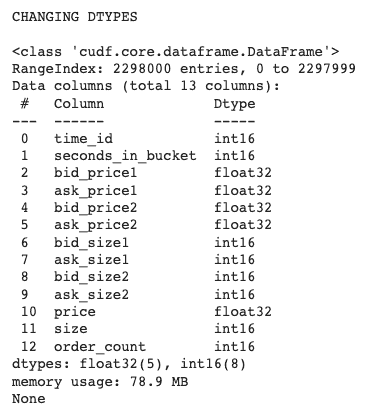 CHANGING DTYPES
<class 'cudf.core.dataframe.DataFrame'>
RangeIndex: 2298000 entries, 0 to 2297999
Data columns (total 13 columns):
 #   Column             Dtype
---  ------             -----
 0   time_id            int16
 1   seconds_in_bucket  int16
 2   bid_price1         float32
 3   ask_price1         float32
 4   bid_price2         float32
 5   ask_price2         float32
 6   bid_size1          int16
 7   ask_size1          int16
 8   bid_size2          int16
 9   ask_size2          int16
 10  price              float32
 11  size               int16
 12  order_count        int16
dtypes: float32(5), int16(8)
memory usage: 78.9 MB
None